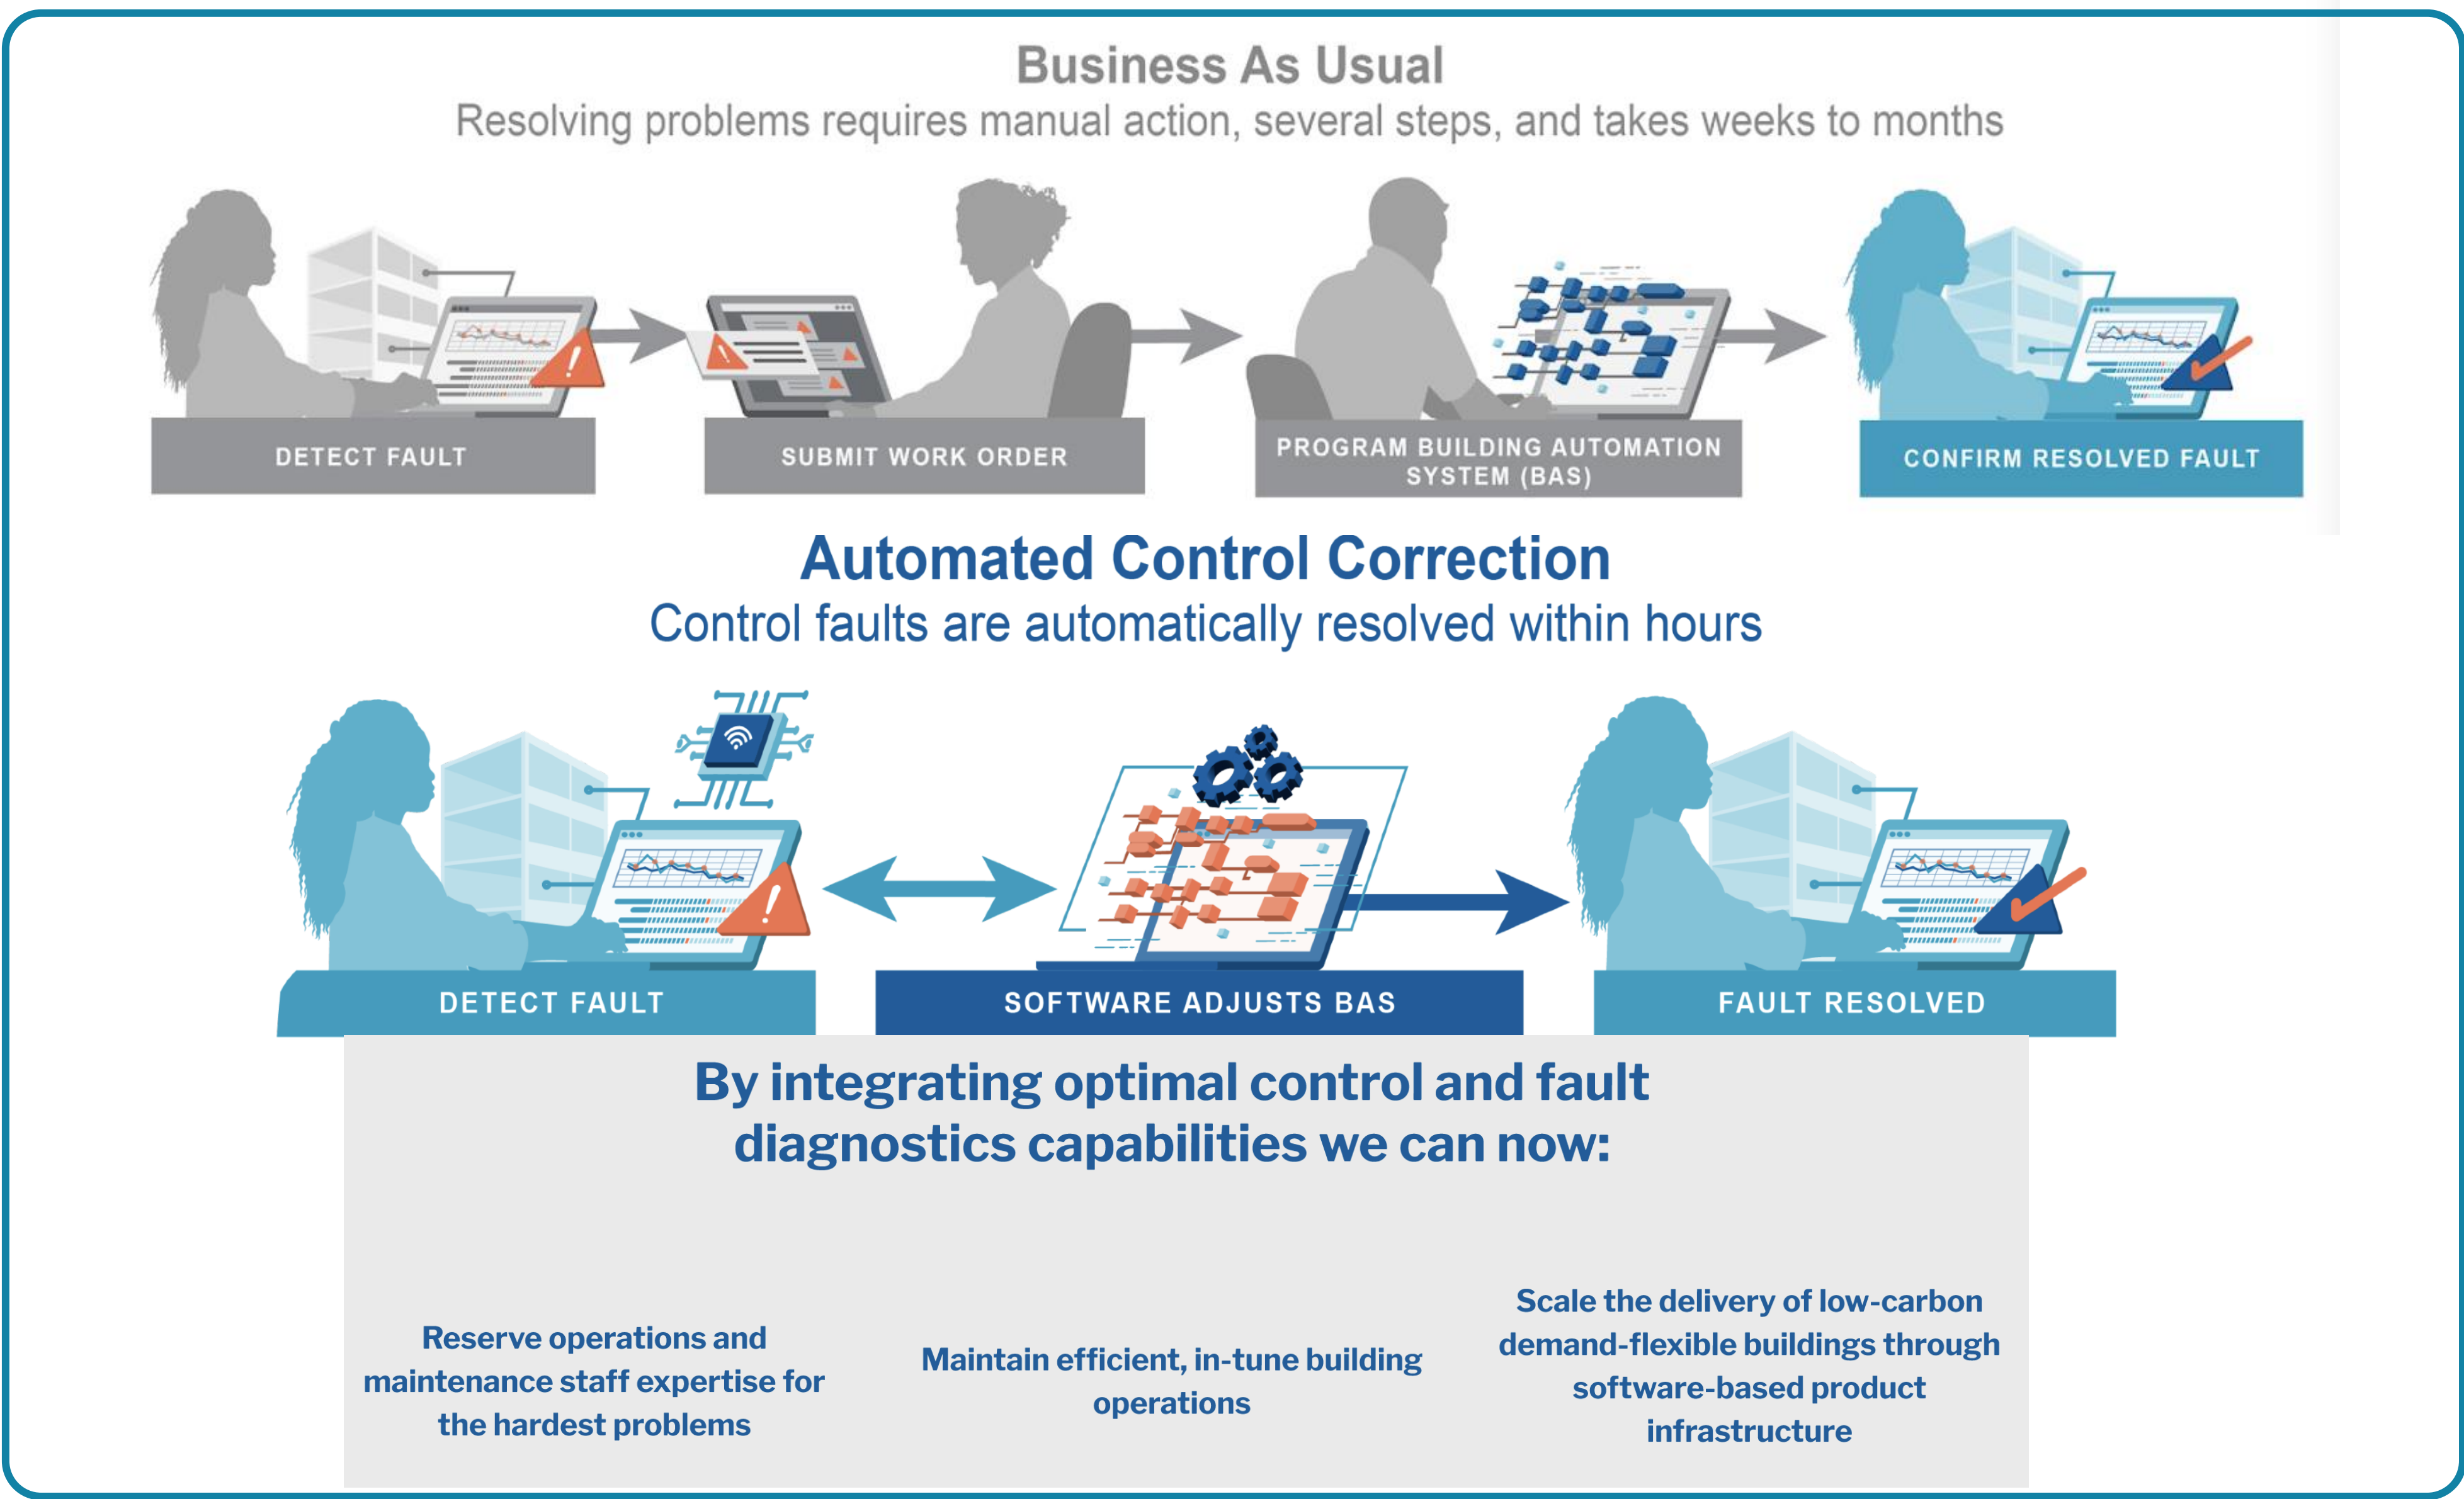 Business As Usual
Resolving problems requires manual action, several steps, and takes weeks to months
DETECT FAULT
SUBMIT WORK ORDER
PROGRAM BUILDING AUTOMATION
SYSTEM (BAS)
CONFIRM RESOLVED FAULT
Automated Control Correction
Control faults are automatically resolved within hours
DETECT FAULT
SOFTWARE ADJUSTS BAS
FAULT RESOLVED
By integrating optimal control and fault
diagnostics capabilities we can now:
Reserve operations and
maintenance staff expertise for
the hardest problems
Maintain efficient, in-tune building
operations
Scale the delivery of low-carbon
demand-flexible buildings through
software-based product
infrastructure